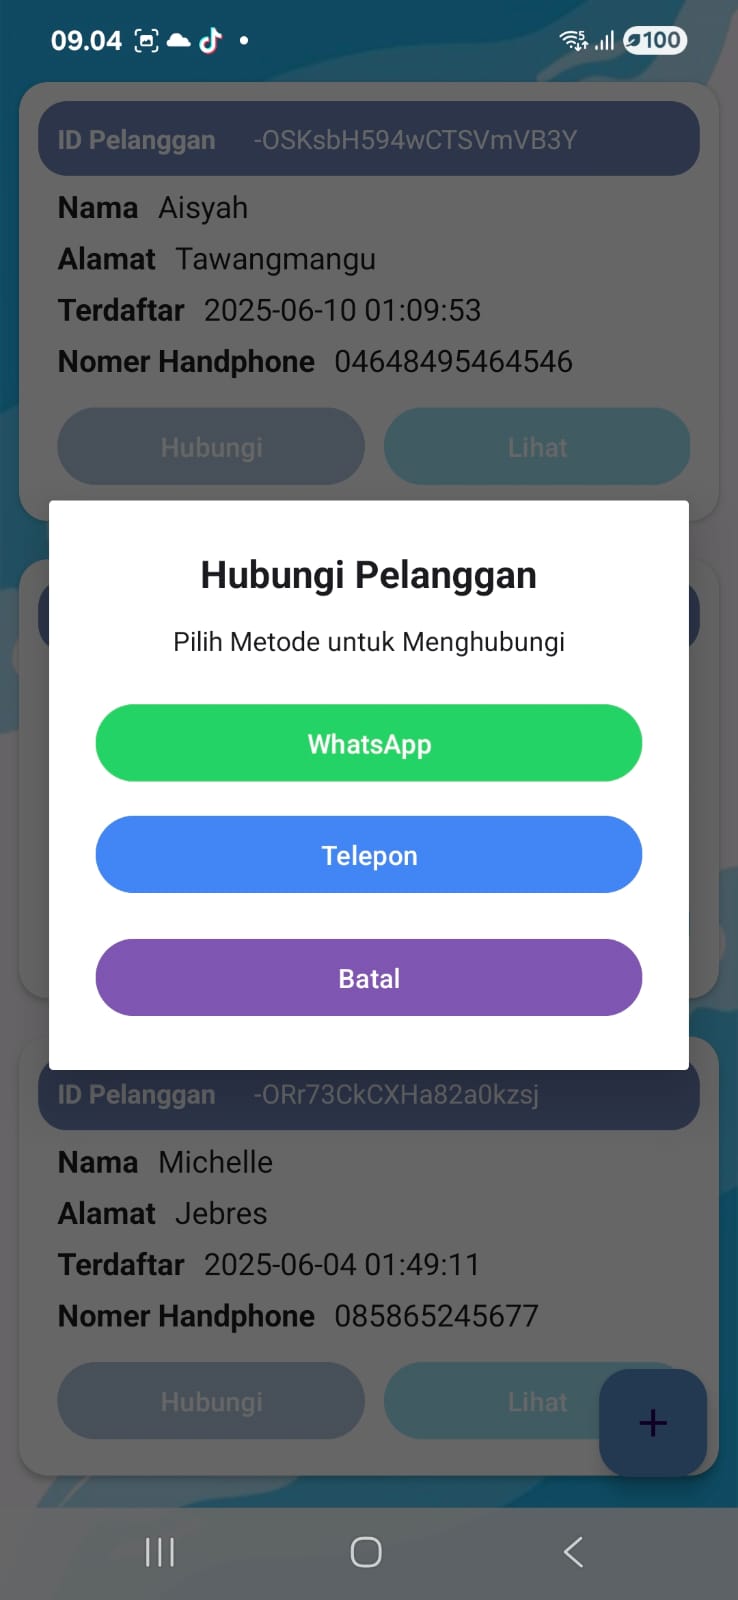 09.04
5
100
ID Pelanggan -OSKsbH594wCTSVmVB3Y
Nama Aisyah
Alamat Tawangmangu
Terdaftar 2025-06-10 01:09:53
Nomer Handphone 04648495464546
Hubungi Lihat
Hubungi Pelanggan
Pilih Metode untuk Menghubungi
WhatsApp
Telepon
Batal
ID Pelanggan -ORr73CkCXHa82a0kzsj
Nama Michelle
Alamat Jebres
Terdaftar 2025-06-04 01:49:11
Nomer Handphone 085865245677
Hubungi Lihat
+